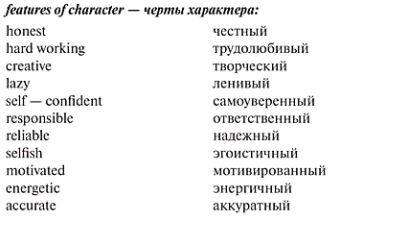 features of character — черты характера:
honest честный
hard working трудолюбивый
creative творческий
lazy ленивый
self — confident самоуверенный
responsible ответственный
reliable надежный
selfish эгоистичный
motivated мотивированный
energetic энергичный
accurate аккуратный